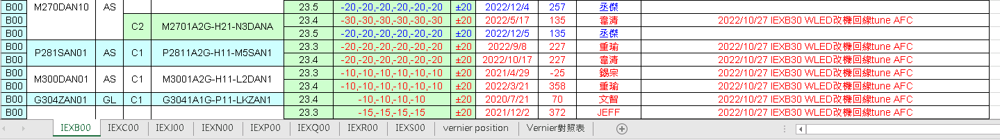 B00 M270DAN10 AS 23.5 -20,-20,-20,-20,-20,-20 ±20 2022/12/4 257 丞傑
B00 C2 M2701A2G-H21-N3DANA 23.4 -30,-30,-30,-30,-30,-30 ±20 2022/5/17 135 韋清 2022/10/27 IEXB30 WLED改機回線tune AFC
B00 23.5 -20,-20,-20,-20,-20,-20 ±20 2022/12/5 135 丞傑
B00 P281SAN01 AS C1 P2811A2G-H11-M5SAN1 23.3 -20,-20,-20,-20,-20,-20 ±20 2022/9/8 227 重瑜 2022/10/27 IEXB30 WLED改機回線tune AFC
B00 23.4 -20,-20,-20,-20,-20,-20 ±20 2022/10/17 227 韋清 2022/10/27 IEXB30 WLED改機回線tune AFC
B00 M300DAN01 AS C1 M3001A2G-H11-L2DAN1 23.3 -10,-10,-10,-10,-10,-10 ±20 2021/4/29 -25 錫宗 2022/10/27 IEXB30 WLED改機回線tune AFC
B00 23.4 -10,-10,-10,-10,-10,-10 ±20 2022/3/21 358 重瑜 2022/10/27 IEXB30 WLED改機回線tune AFC
B00 G304ZAN01 GL C1 G3041A1G-P11-LKZAN1 23.4 -10,-10,-10,-10 ±20 2020/7/21 70 文智 2022/10/27 IEXB30 WLED改機回線tune AFC
B00 23.3 -15,-15,-15,-15 ±20 2021/12/2 372 JEFF 2022/10/27 IEXB30 WLED改機回線tune AFC
IEXB00 IEXC00 IEXJ00 IEXN00 IEXP00 IEXQ00 IEXR00 IEXS00 vernier position Vernier對照表